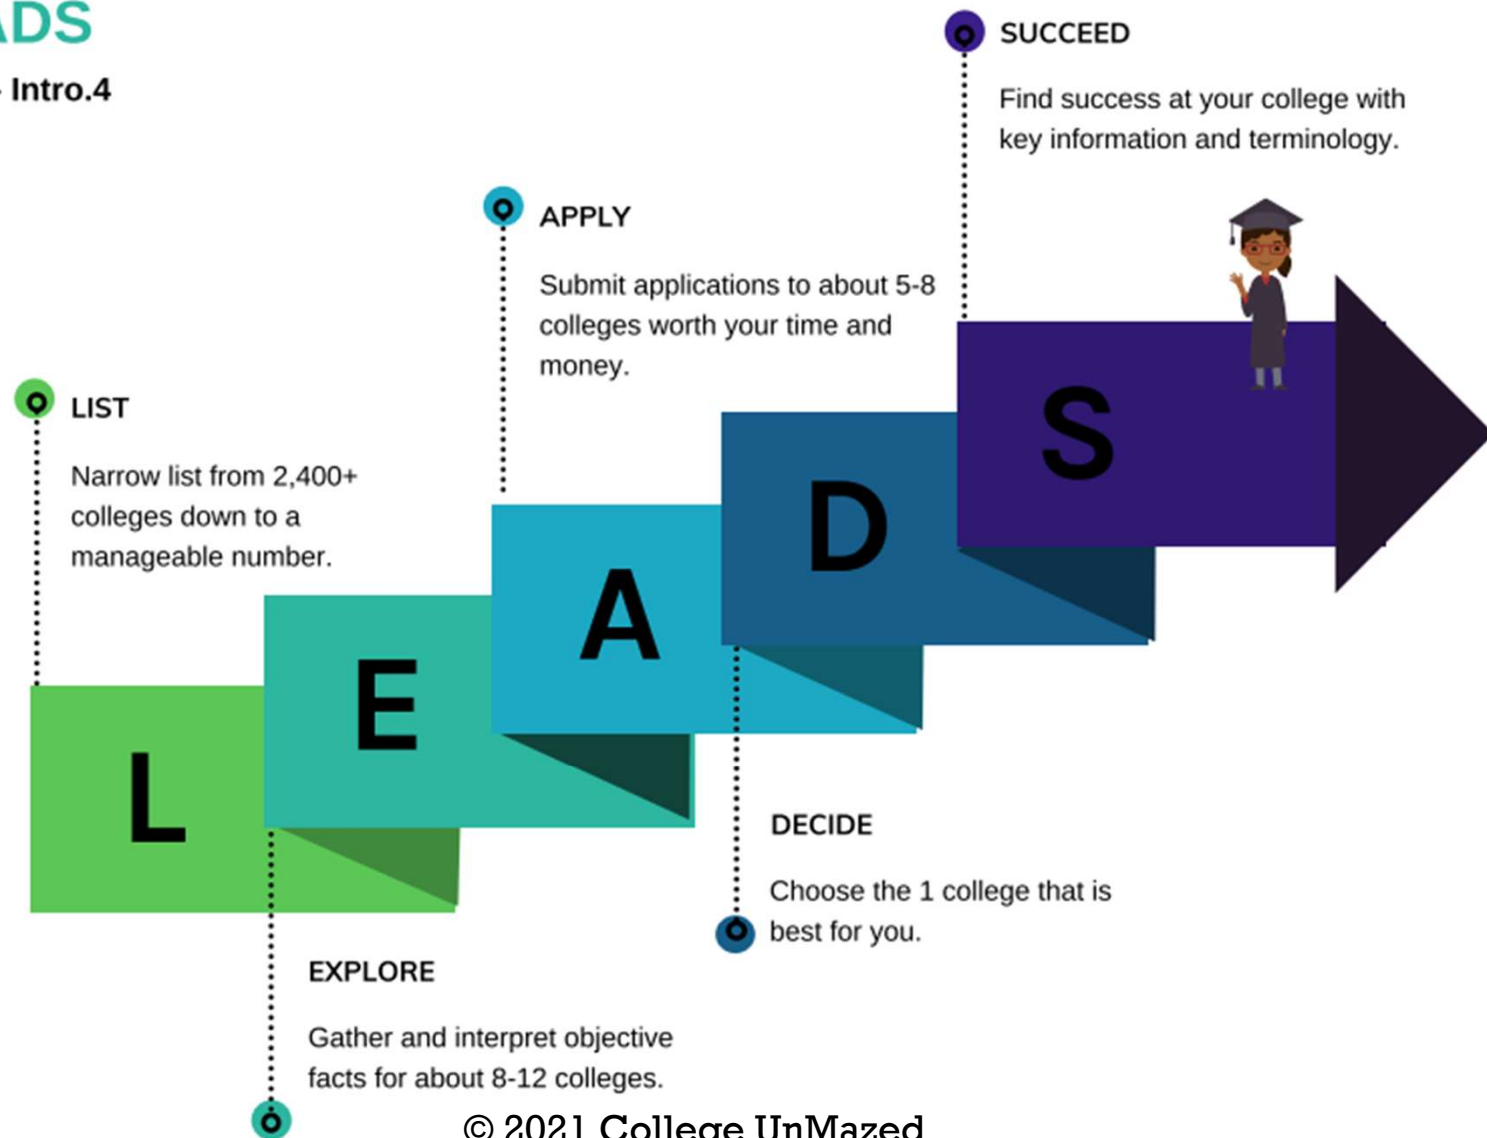 ADS
- Intro.4
SUCCEED
Find success at your college with
key information and terminology.
APPLY
Submit applications to about 5-8
colleges worth your time and
money.
LIST
Narrow list from 2,400+
colleges down to a
manageable number.
S
D
A
E
L
DECIDE
Choose the 1 college that is
best for you.
EXPLORE
Gather and interpret objective
facts for about 8-12 colleges.
© 2021 College UnMazed